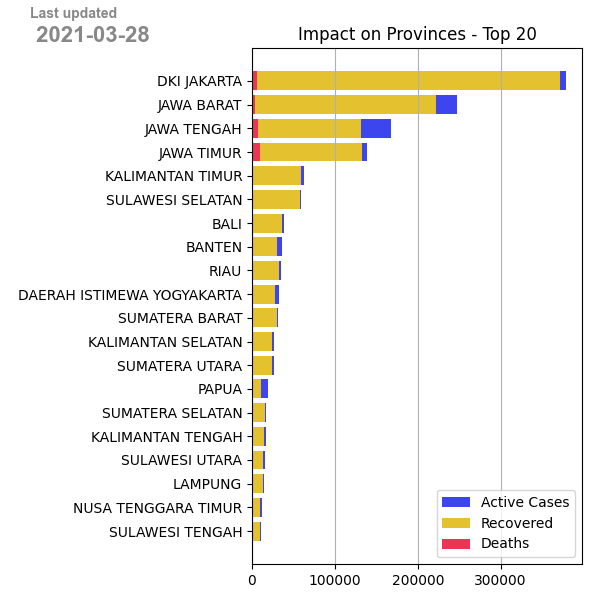 Last updated
2021-03-28
Impact on Provinces - Top 20
DKI JAKARTA
JAWA BARAT
JAWA TENGAH
JAWA TIMUR
KALIMANTAN TIMUR
SULAWESI SELATAN
BALI
BANTEN
RIAU
DAERAH ISTIMEWA YOGYAKARTA
SUMATERA BARAT
KALIMANTAN SELATAN
SUMATERA UTARA
PAPUA
SUMATERA SELATAN
KALIMANTAN TENGAH
SULAWESI UTARA
LAMPUNG
NUSA TENGGARA TIMUR
SULAWESI TENGAH
Active Cases
Recovered
Deaths
0 100000 200000 300000